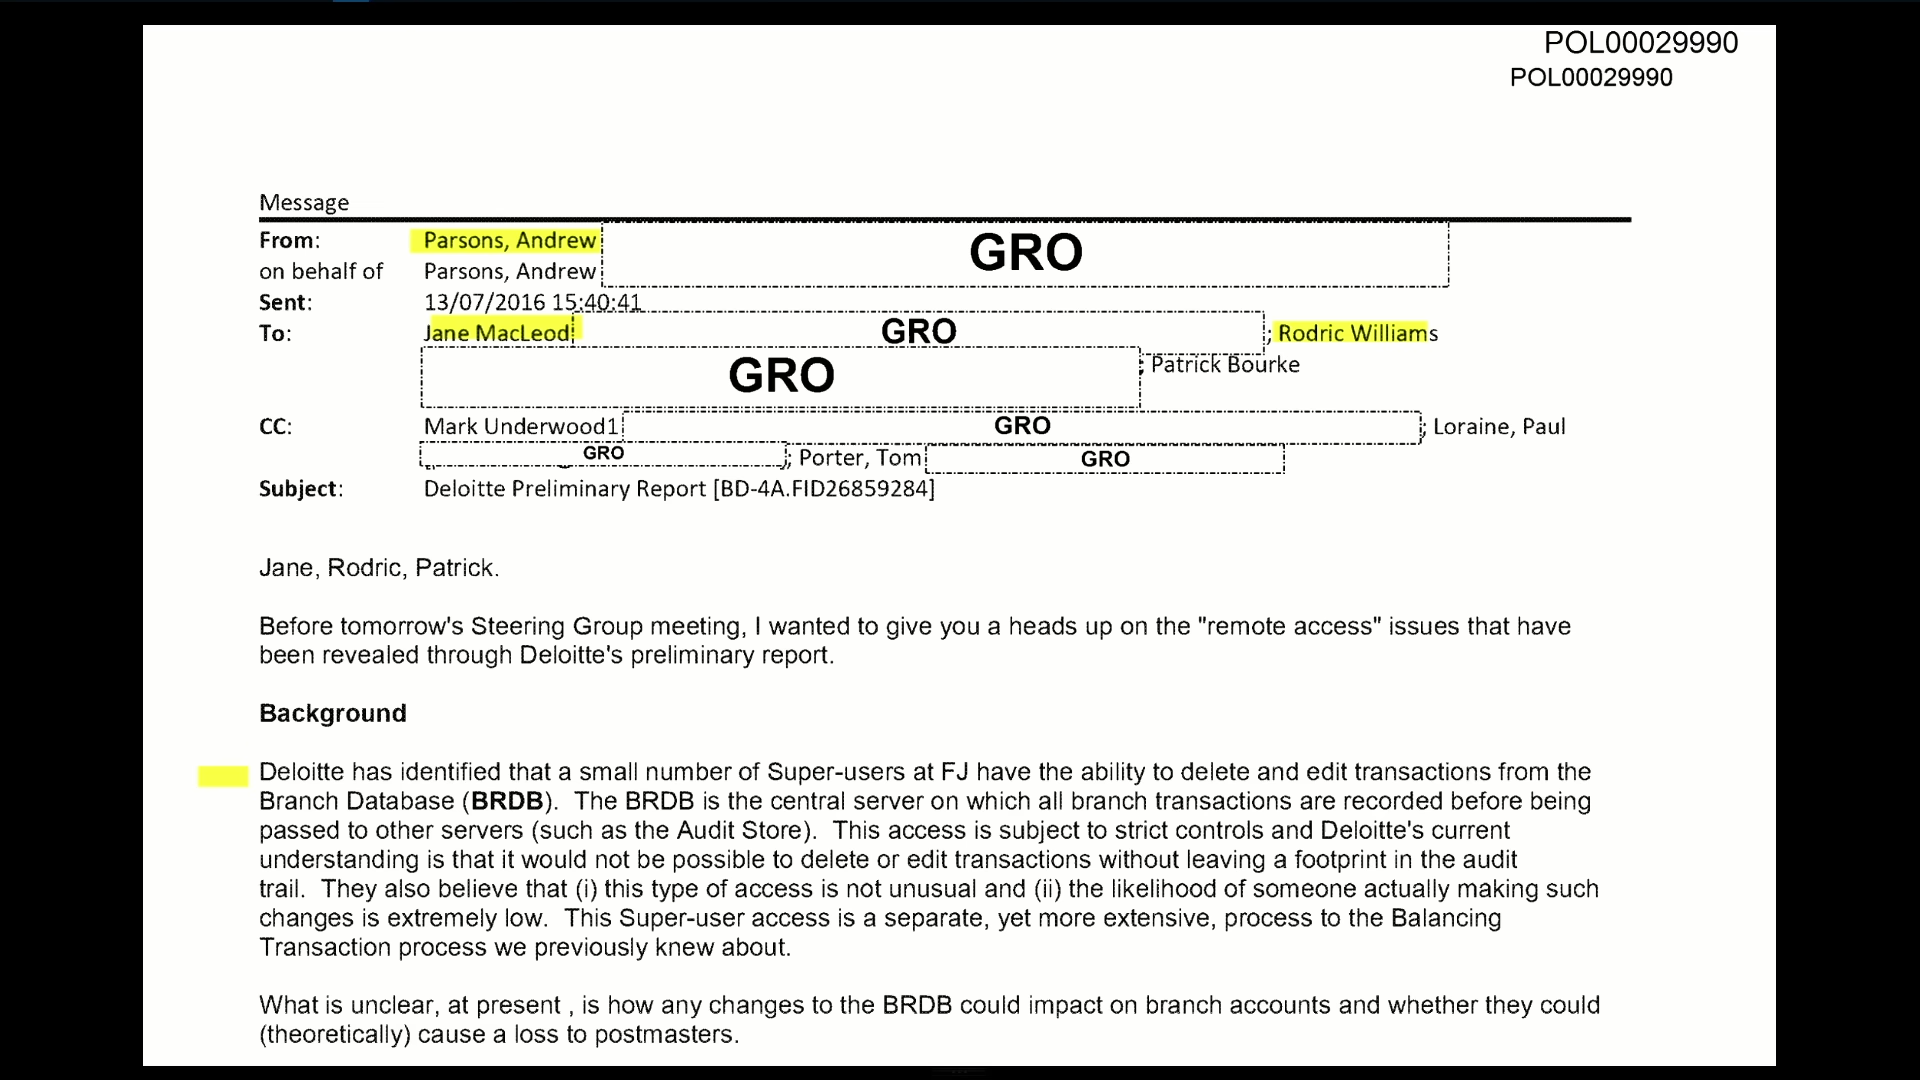 POL00029990
POL00029990
Message
From: Parsons, Andrew GRO
on behalf of Parsons, Andrew
Sent: 13/07/2016 15:40:41
To: Jane MacLeod GRO ; Rodric Williams
GRO ; Patrick Bourke
CC: Mark Underwood1 GRO ; Loraine, Paul
GRO ; Porter, Tom GRO
Subject: Deloitte Preliminary Report [BD-4A.FID26859284]
Jane, Rodric, Patrick.
Before tomorrow's Steering Group meeting, I wanted to give you a heads up on the "remote access" issues that have
been revealed through Deloitte's preliminary report.
Background
Deloitte has identified that a small number of Super-users at FJ have the ability to delete and edit transactions from the
Branch Database (BRDB). The BRDB is the central server on which all branch transactions are recorded before being
passed to other servers (such as the Audit Store). This access is subject to strict controls and Deloitte's current
understanding is that it would not be possible to delete or edit transactions without leaving a footprint in the audit
trail. They also believe that (i) this type of access is not unusual and (ii) the likelihood of someone actually making such
changes is extremely low. This Super-user access is a separate, yet more extensive, process to the Balancing
Transaction process we previously knew about.
What is unclear, at present , is how any changes to the BRDB could impact on branch accounts and whether they could
(theoretically) cause a loss to postmasters.